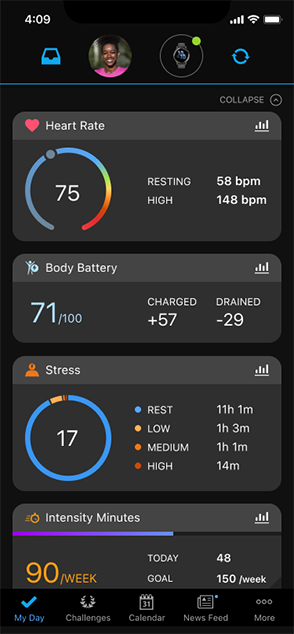 4:09
COLLAPSE
Heart Rate
75
RESTING 58 bpm
HIGH 148 bpm
Body Battery
71/100
CHARGED DRAINED
+57 -29
Stress
17
REST 11h 1m
LOW 1h 3m
MEDIUM 1h 1m
HIGH 14m
Intensity Minutes
90/WEEK
TODAY 48
GOAL 150 /week
31
My Day Challenges Calendar News Feed More